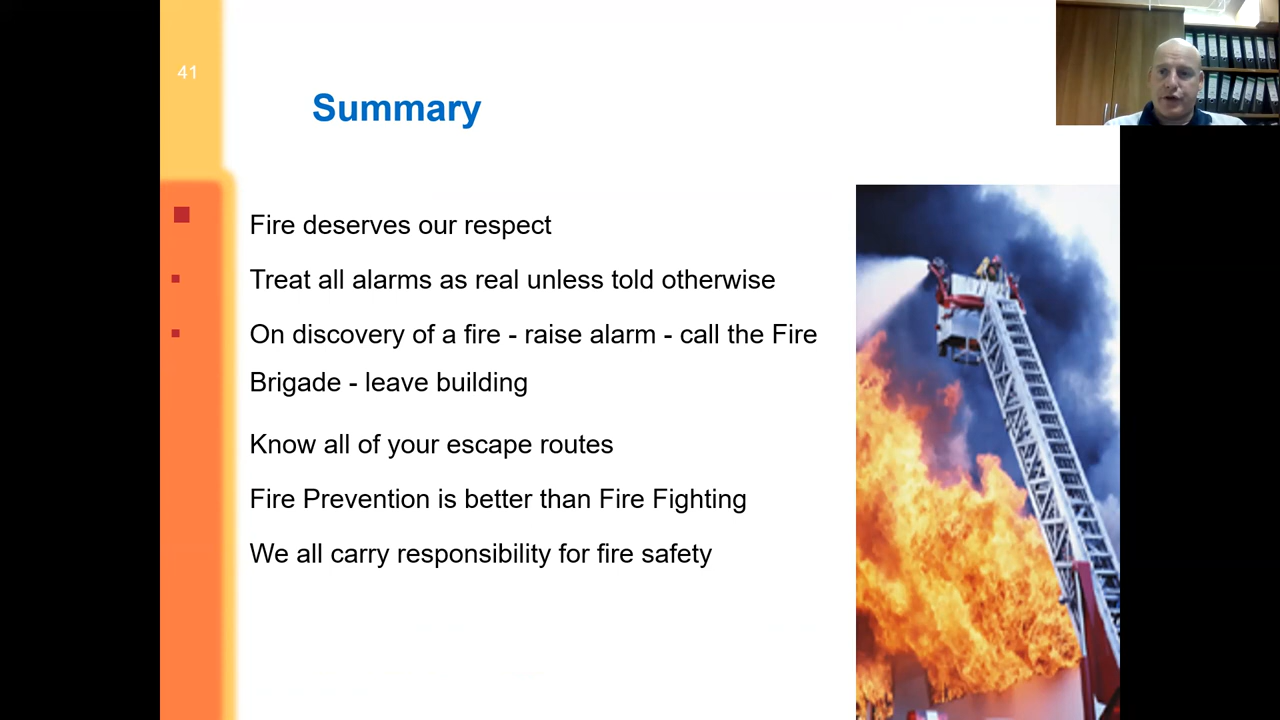 41
Summary
Fire deserves our respect
Treat all alarms as real unless told otherwise
On discovery of a fire - raise alarm - call the Fire
Brigade - leave building
Know all of your escape routes
Fire Prevention is better than Fire Fighting
We all carry responsibility for fire safety